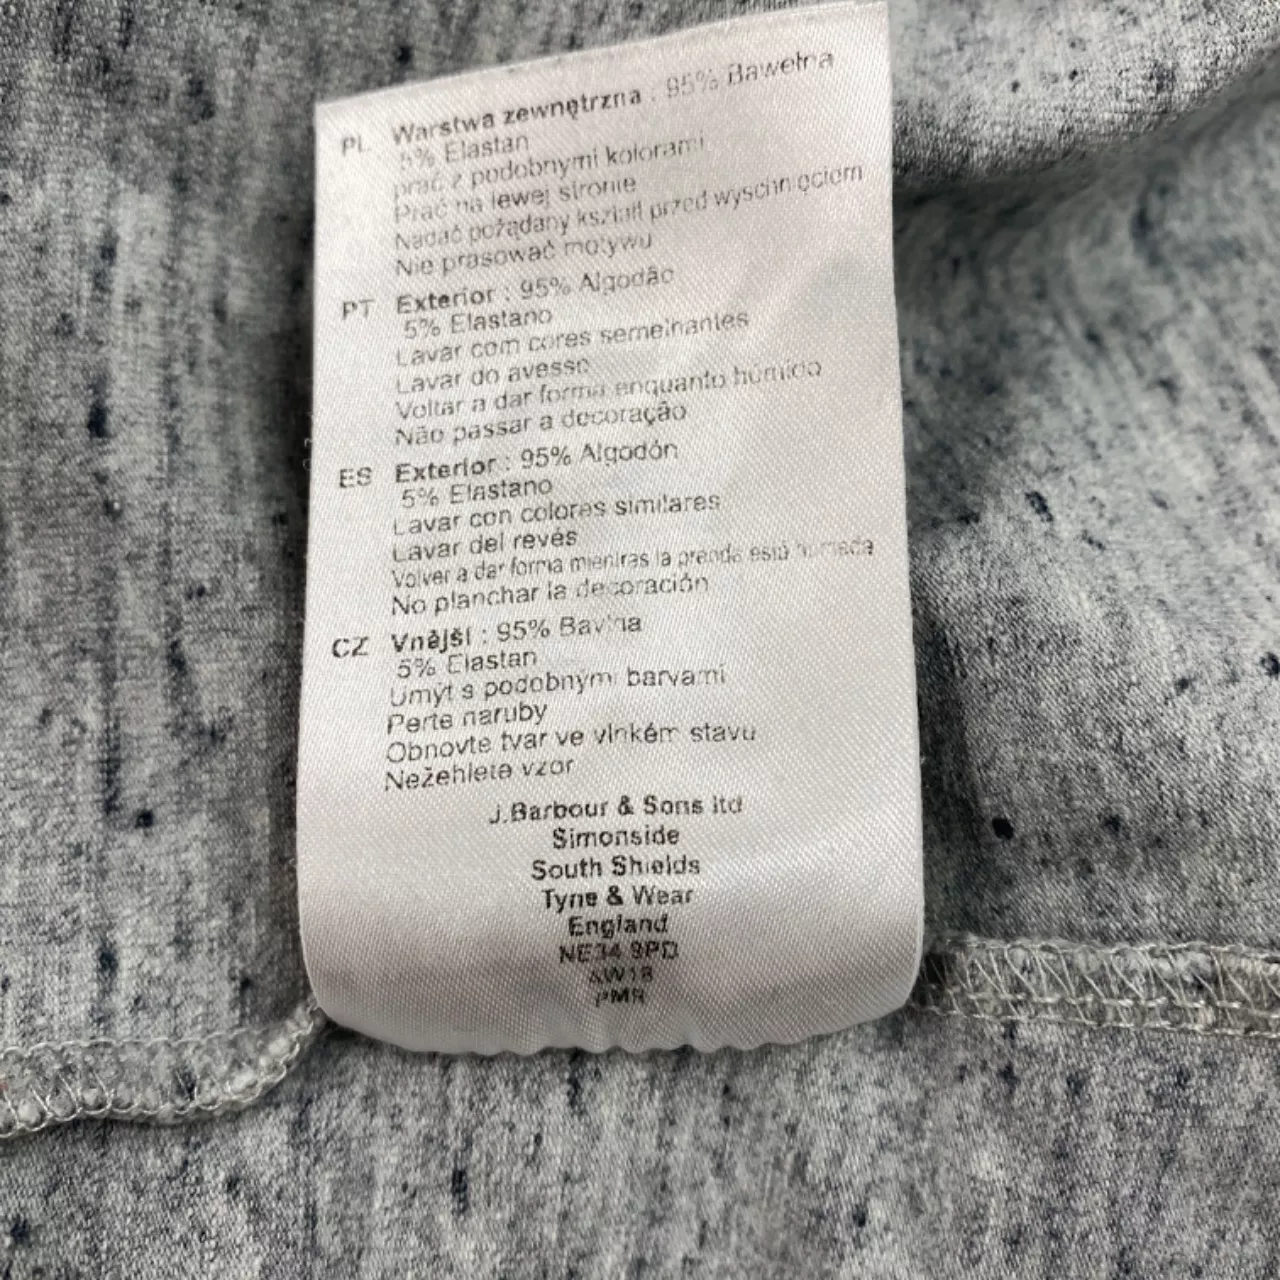 PL Warstwa zewnętrzna : 95% Bawełna
5% Elastan
prać z podobnymi kolorami
Prać na lewej stronie
Nadać pożądany kształt przed wyschnięciem
Nie prasować motywu
PT Exterior : 95% Algodão
5% Elastano
Lavar com cores semelhantes
Lavar do avesso
Voltar a dar forma enquanto húmido
Não passar a decoração
ES Exterior : 95% Algodón
5% Elastano
Lavar con colores similares
Lavar del revés
Volver a dar forma mientras la prenda está húmeda
No planchar la decoración
CZ Vnější : 95% Bavlna
5% Elastan
Umýt s podobnými barvami
Perte naruby
Obnovte tvar ve vlhkém stavu
Nežehlete vzor
J.Barbour & Sons ltd
Simonside
South Shields
Tyne & Wear
England
NE34 9PD
AW18
PMR